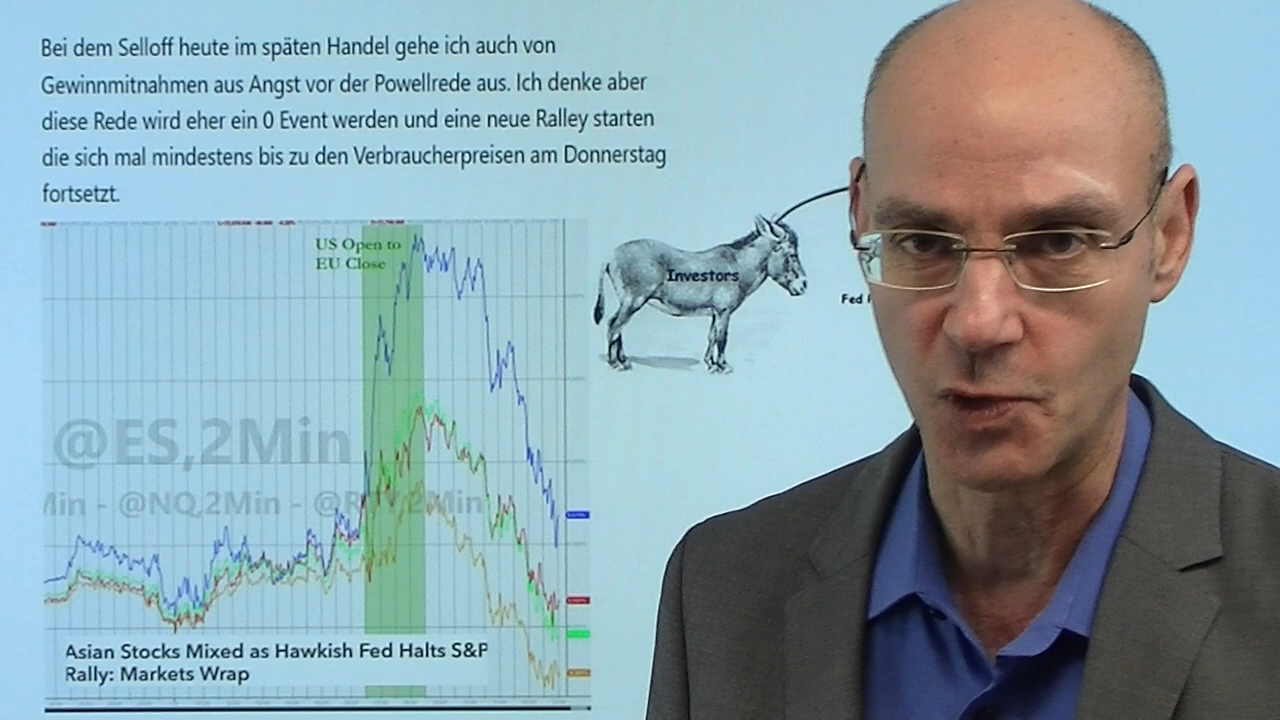 Bei dem Selloff heute im späten Handel gehe ich auch von
Gewinnmitnahmen aus Angst vor der Powellrede aus. Ich denke aber
diese Rede wird eher ein 0 Event werden und eine neue Ralley starten
die sich mal mindestens bis zu den Verbraucherpreisen am Donnerstag
fortsetzt.
US Open to
EU Close
Investors
Fed
@ES,2Min
- @NQ,2Min - 2Min
Asian Stocks Mixed as Hawkish Fed Halts S&P
Rally: Markets Wrap